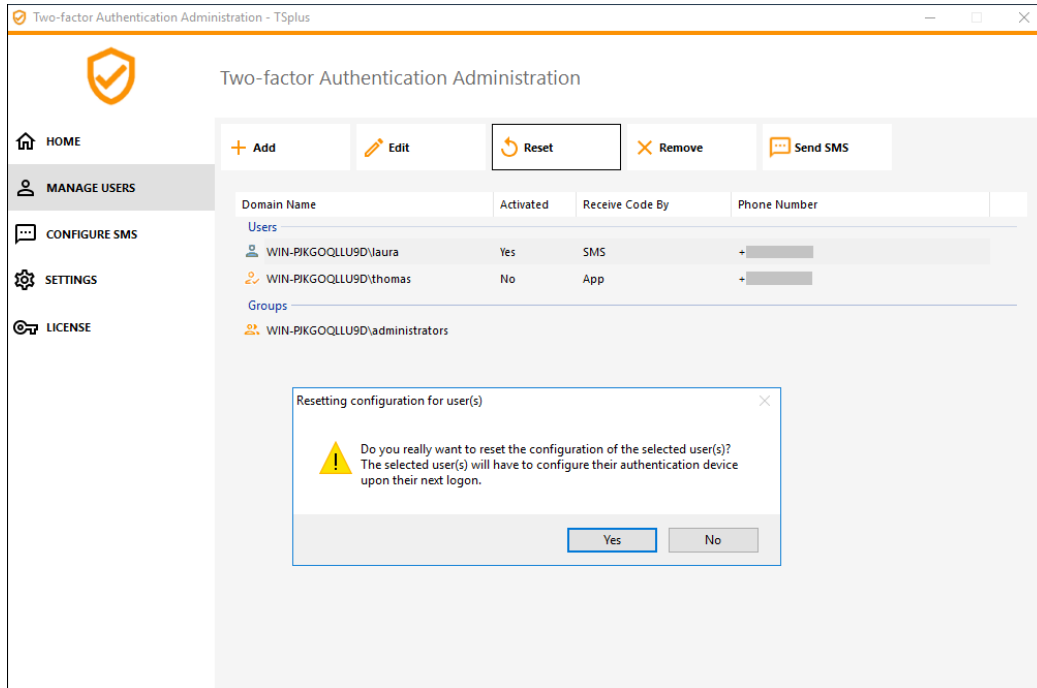 Two-factor Authentication Administration - TSplus
Two-factor Authentication Administration
HOME
MANAGE USERS
CONFIGURE SMS
SETTINGS
LICENSE
Add Edit Reset Remove Send SMS
Domain Name Activated Receive Code By Phone Number
Users
WIN-PJKGOQLLU9D\laura Yes SMS +
WIN-PJKGOQLLU9D\thomas No App +
Groups
WIN-PJKGOQLLU9D\administrators
Resetting configuration for user(s)
Do you really want to reset the configuration of the selected user(s)?
The selected user(s) will have to configure their authentication device
upon their next logon.
Yes No